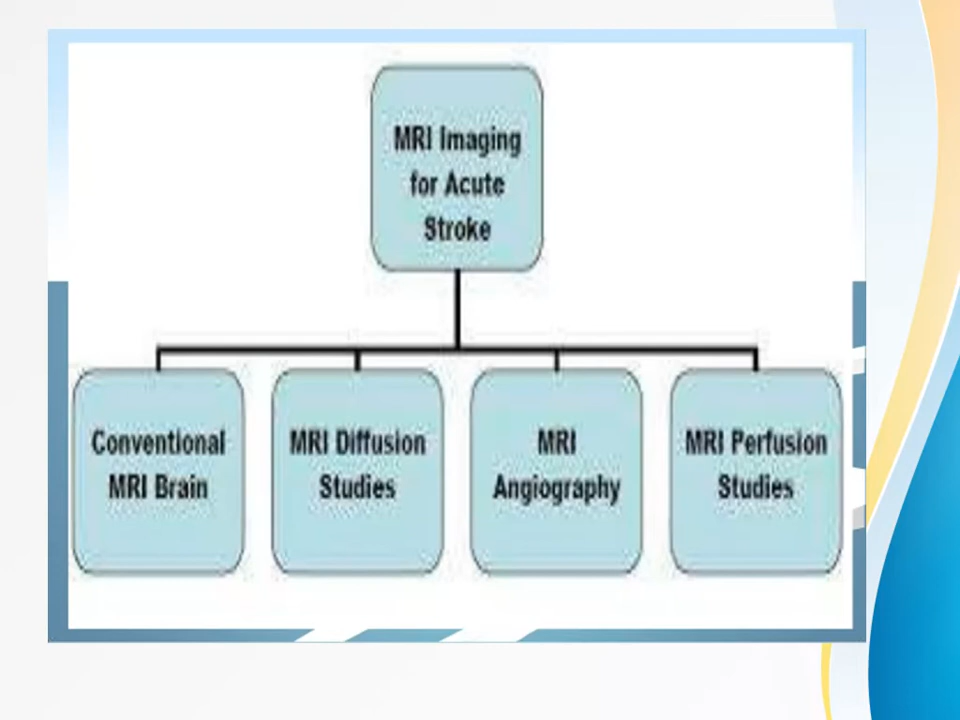 MRI Imaging
for Acute
Stroke
Conventional
MRI Brain
MRI Diffusion
Studies
MRI
Angiography
MRI Perfusion
Studies